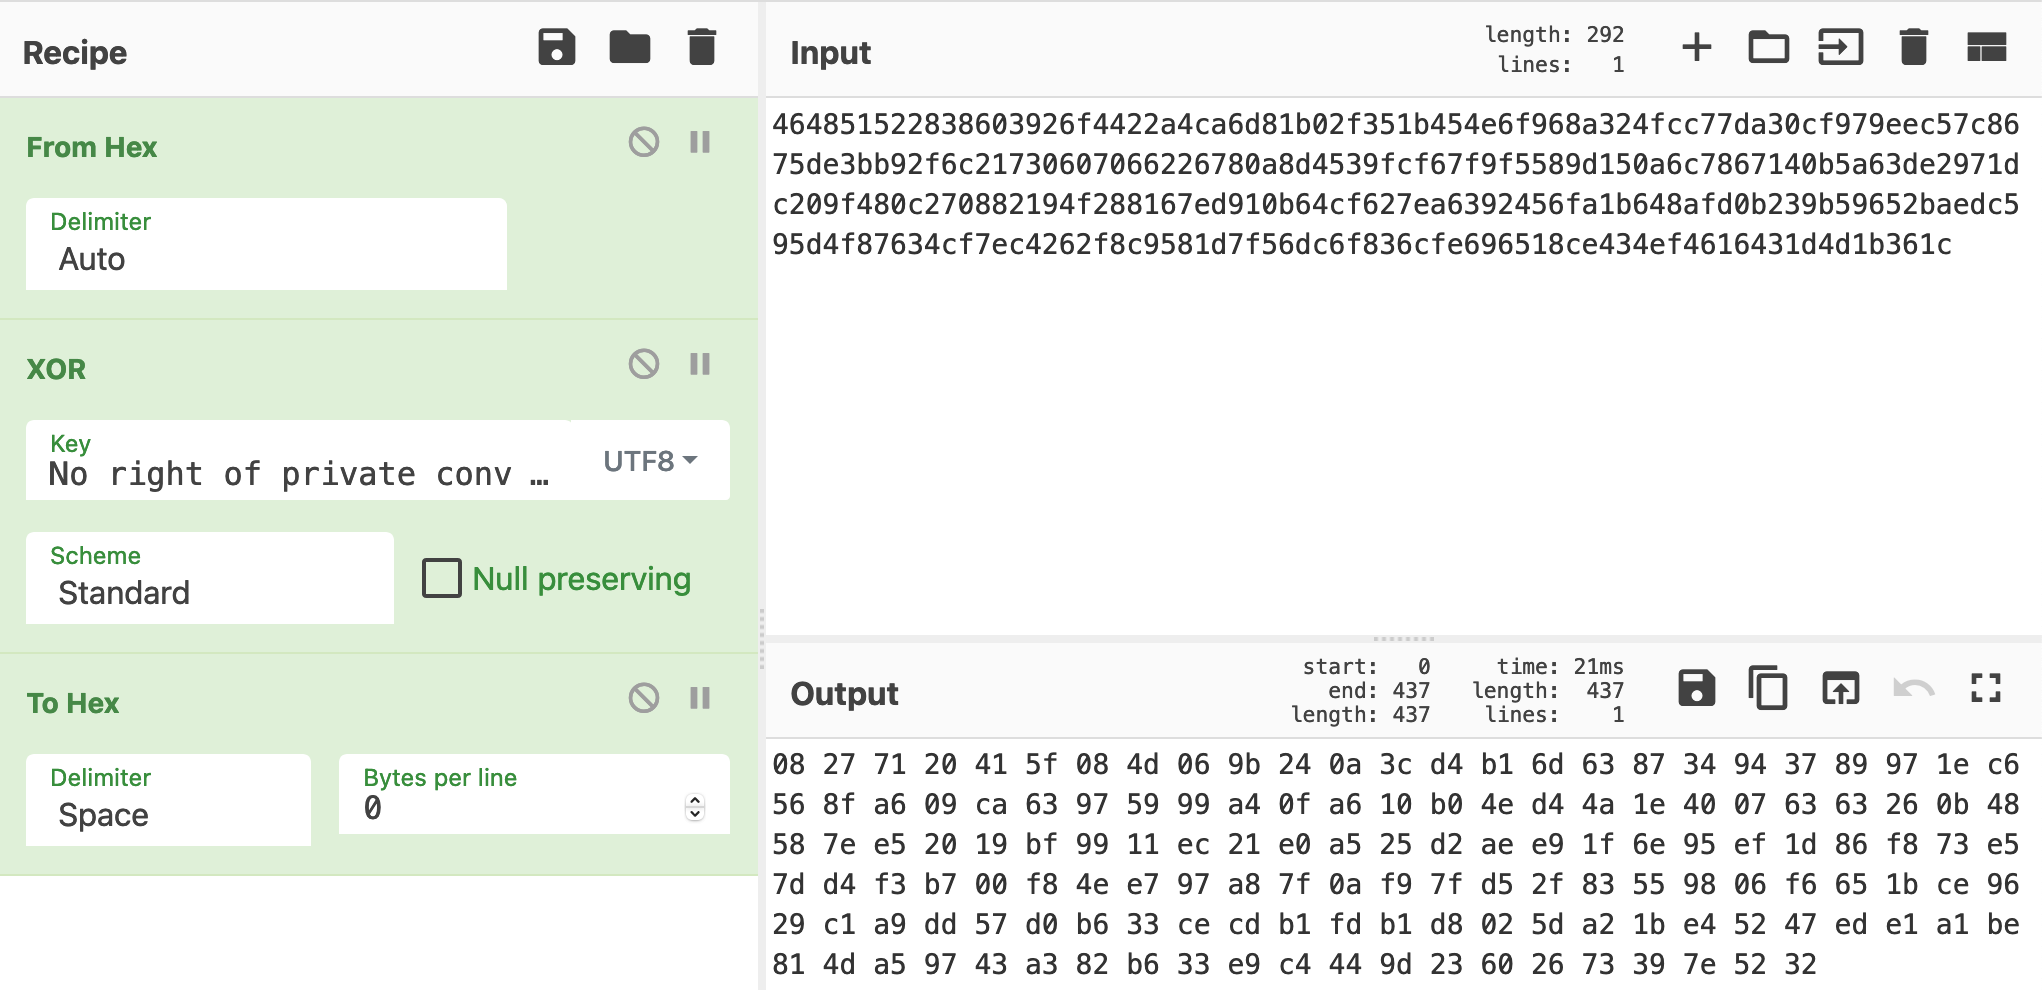 Recipe
From Hex
Delimiter
Auto
XOR
Key
No right of private conv …
UTF8
Scheme
Standard
Null preserving
To Hex
Delimiter
Space
Bytes per line
0
Input
length: 292
lines: 1
464851522838603926f4422a4ca6d81b02f351b454e6f968a324fcc77da30cf979eec57c86
75de3bb92f6c21730607066226780a8d4539fcf67f9f5589d150a6c7867140b5a63de2971d
c209f480c270882194f288167ed910b64cf627ea6392456fa1b648afd0b239b59652baedc5
95d4f87634cf7ec4262f8c9581d7f56dc6f836cfe696518ce434ef4616431d4d1b361c
Output
start: 0
end: 437
length: 437
time: 21ms
length: 437
lines: 1
08 27 71 20 41 5f 08 4d 06 9b 24 0a 3c d4 b1 6d 63 87 34 94 37 89 97 1e c6
56 8f a6 09 ca 63 97 59 99 a4 0f a6 10 b0 4e d4 4a 1e 40 07 63 63 26 0b 48
58 7e e5 20 19 bf 99 11 ec 21 e0 a5 25 d2 ae e9 1f 6e 95 ef 1d 86 f8 73 e5
7d d4 f3 b7 00 f8 4e e7 97 a8 7f 0a f9 7f d5 2f 83 55 98 06 f6 65 1b ce 96
29 c1 a9 dd 57 d0 b6 33 ce cd b1 fd b1 d8 02 5d a2 1b e4 52 47 ed e1 a1 be
81 4d a5 97 43 a3 82 b6 33 e9 c4 44 9d 23 60 26 73 39 7e 52 32